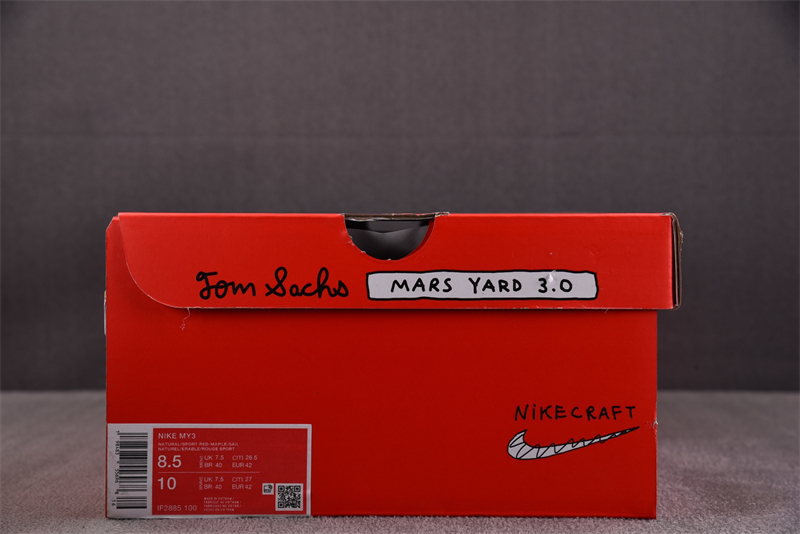 Tom Sachs MARS YARD 3.0
NiKECRAFT
NIKE MY3
NATURAL/SPORT RED-MAPLE-SAIL
NATUREL/ERABLE/ROUGE SPORT
8.5 UK 7.5 CITI 26.5
BR 40 EUR 42
10 UK 7.5 CITI 27
BR 40 EUR 42
IF2885 100